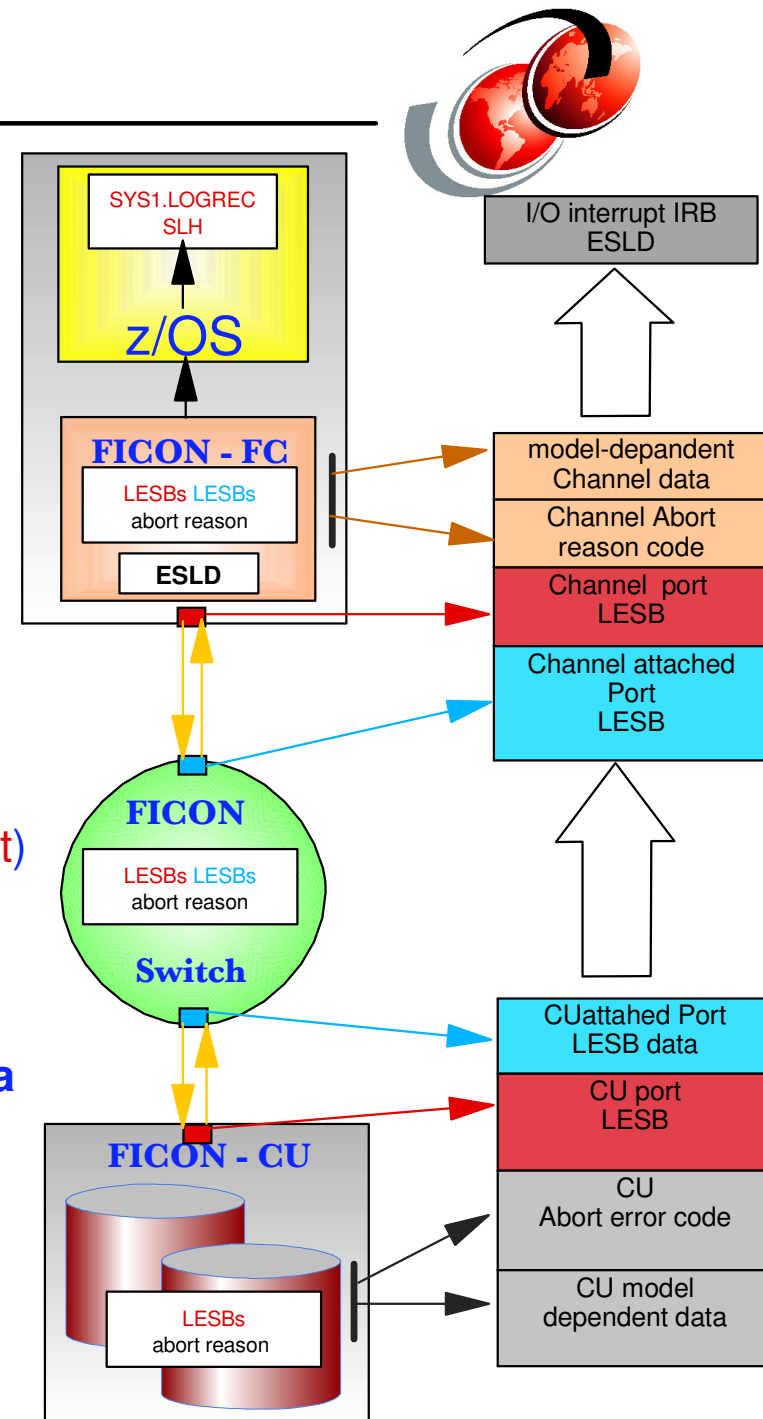 SYS1.LOGREC
SLH
z/OS
FICON - FC
LESBs LESBs
abort reason
ESLD
I/O interrupt IRB
ESLD
model-depandent
Channel data
Channel Abort
reason code
Channel port
LESB
Channel attached
Port
LESB
FICON
t)
LESBs LESBs
abort reason
Switch
a
CUattahed Port
LESB data
CU port
LESB
CU
Abort error code
CU model
dependent data
FICON - CU
LESBs
abort reason